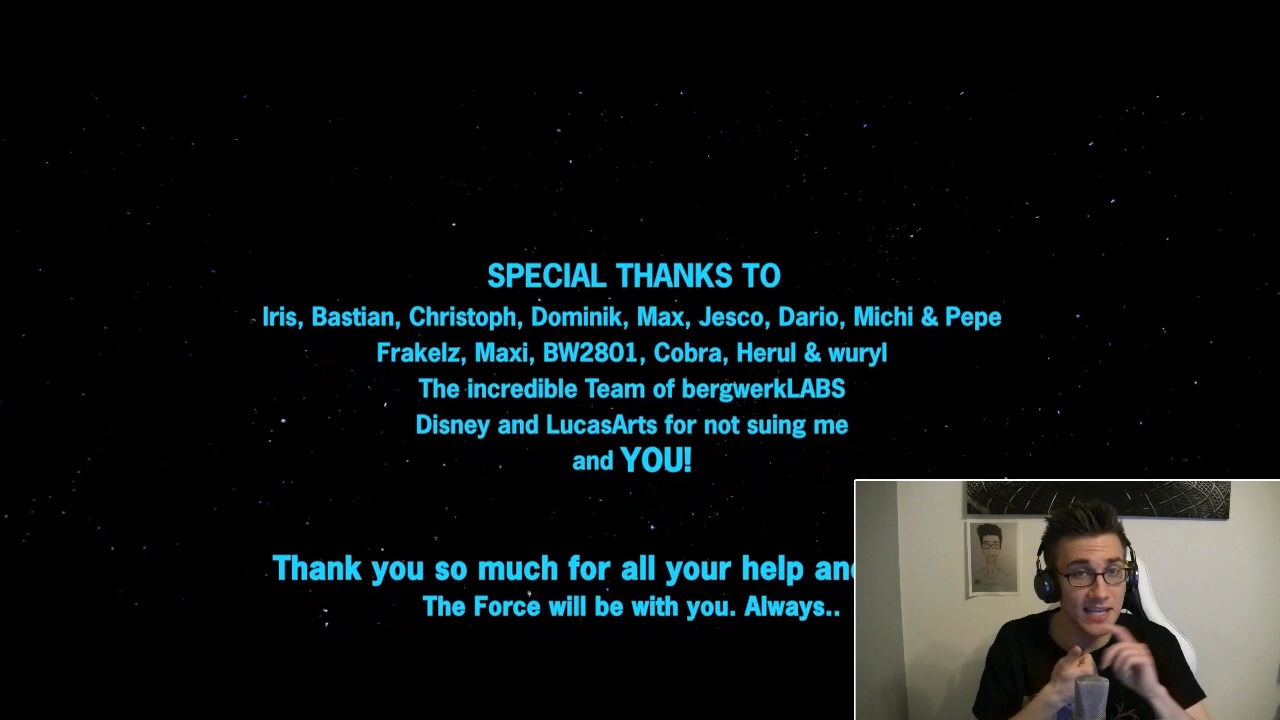 SPECIAL THANKS TO
Iris, Bastian, Christoph, Dominik, Max, Jesco, Dario, Michi & Pepe
Frakelz, Maxi, BW2801, Cobra, Herul & wuryl
The incredible Team of bergwerkLABS
Disney and LucasArts for not suing me
and YOU!
Thank you so much for all your help and
The Force will be with you. Always..